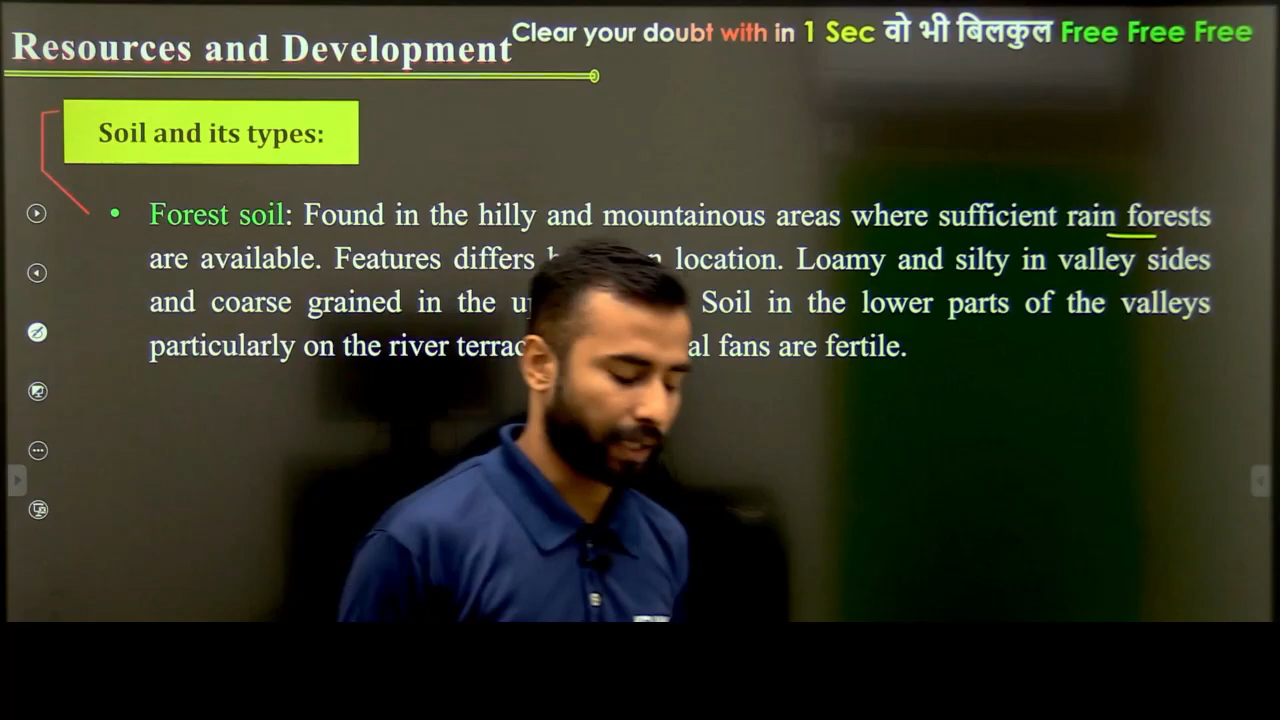 Resources and Development
Clear your doubt with in 1 Sec वो भी बिलकुल Free Free Free
Soil and its types:
• Forest soil: Found in the hilly and mountainous areas where sufficient rain forests
are available. Features differs location. Loamy and silty in valley sides
and coarse grained in the Soil in the lower parts of the valleys
particularly on the river fans are fertile.